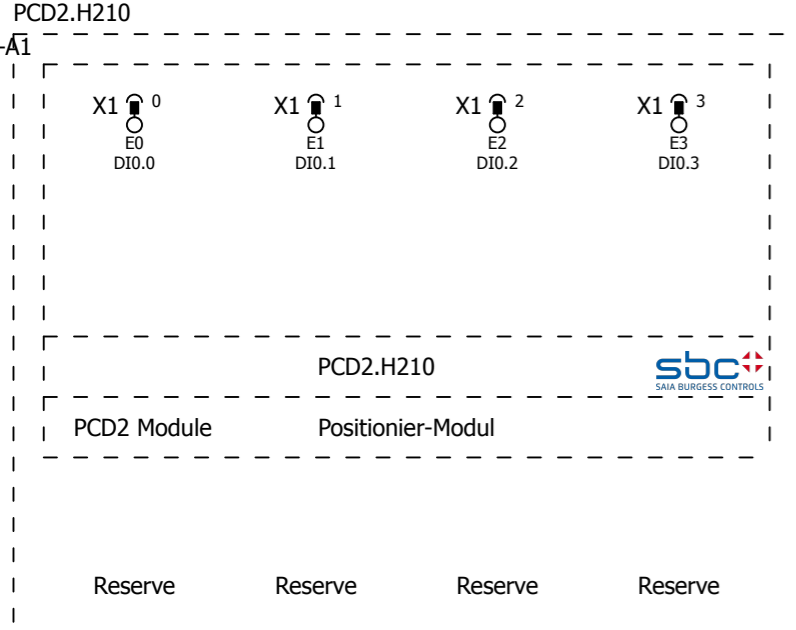 PCD2.H210
-A1
X1 0 X1 1 X1 2 X1 3
E0 E1 E2 E3
DI0.0 DI0.1 DI0.2 DI0.3
PCD2.H210 sbc
SAIA BURGESS CONTROLS
PCD2 Module Positionier-Modul
Reserve Reserve Reserve Reserve